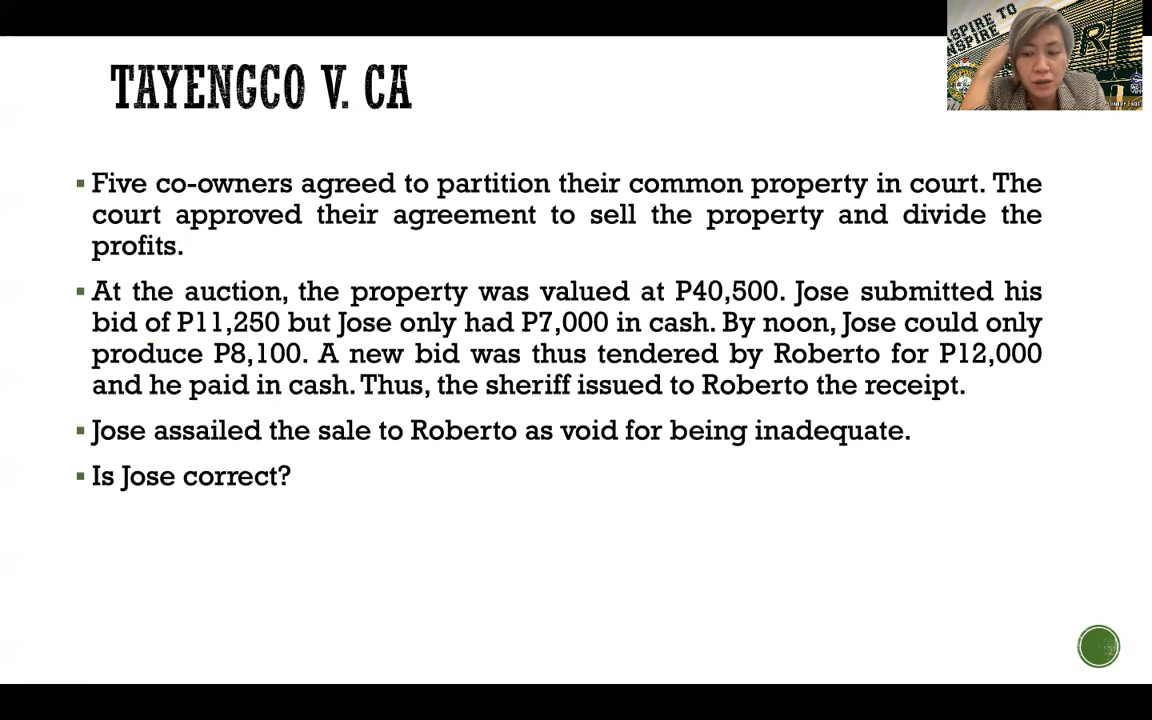 TAYENGCO V. CA
SPIRE TO
NSPIRE
R
▪ Five co-owners agreed to partition their common property in court. The
court approved their agreement to sell the property and divide the
profits.
▪ At the auction, the property was valued at P40,500. Jose submitted his
bid of P11,250 but Jose only had P7,000 in cash. By noon, Jose could only
produce P8,100. A new bid was thus tendered by Roberto for P12,000
and he paid in cash. Thus, the sheriff issued to Roberto the receipt.
▪ Jose assailed the sale to Roberto as void for being inadequate.
▪ Is Jose correct?